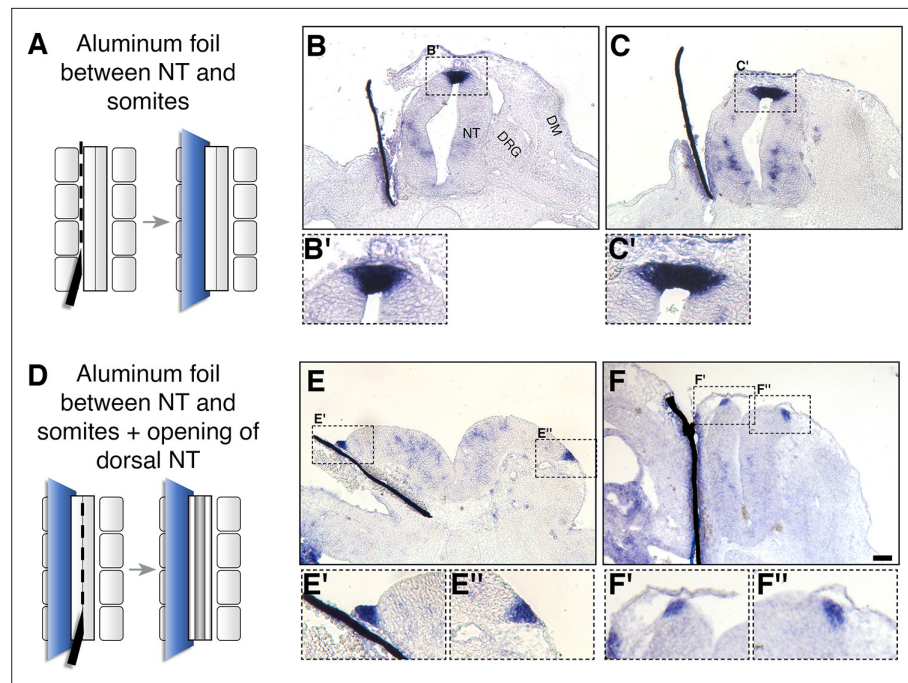 A
Aluminum foil
between NT and
somites
B
B'
NT
DRG
DM
C
C'
B'
C'
D
Aluminum foil
between NT and
somites + opening of
dorsal NT
E
E'
E"
F
F'
F"
E'
E"
F'
F"